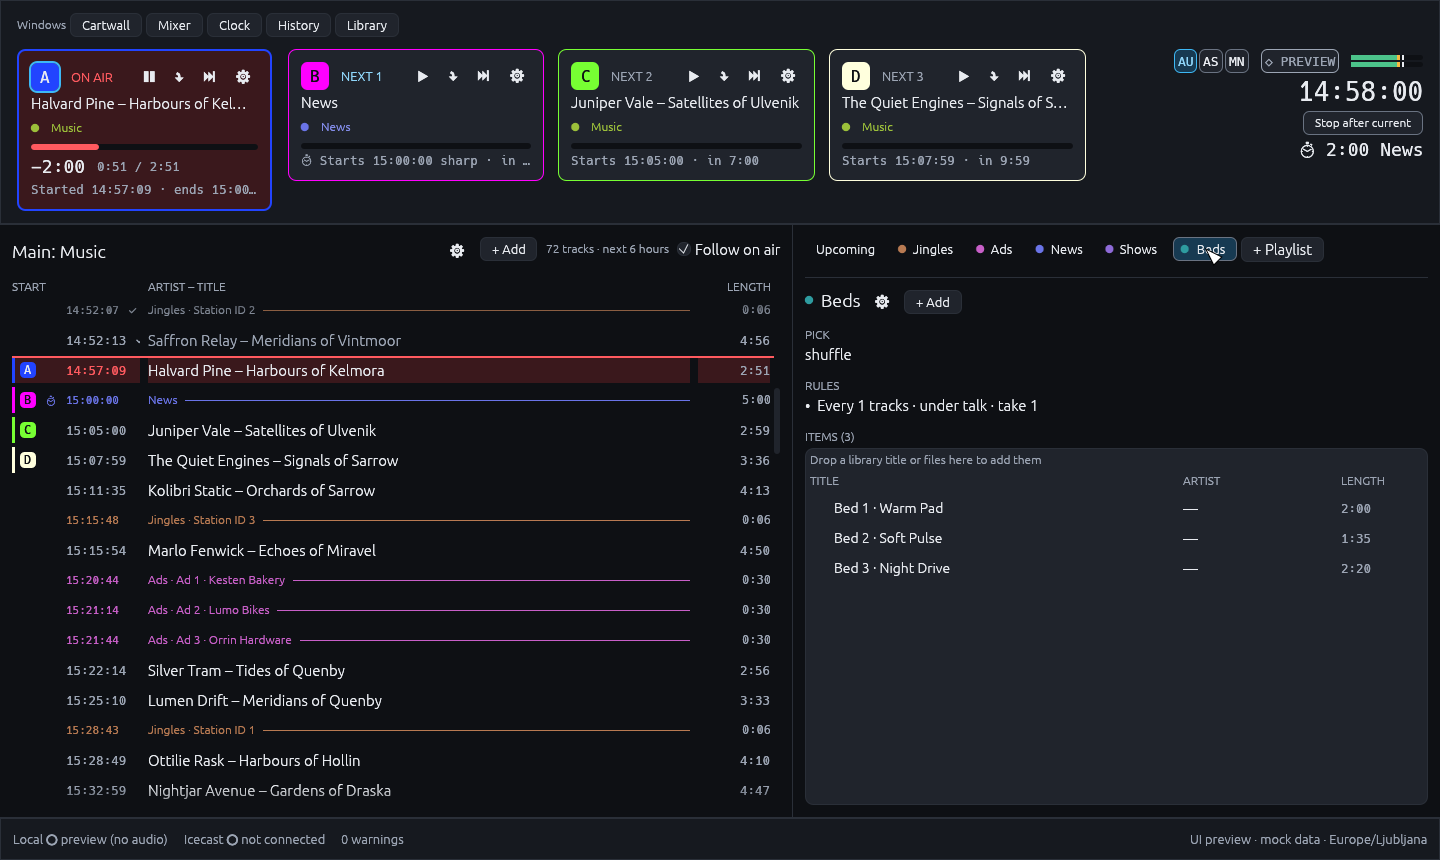 Windows Cartwall Mixer Clock History Library
A ON AIR
Halvard Pine – Harbours of Kel…
Music
−2:00 0:51 / 2:51
Started 14:57:09 · ends 15:00…
B NEXT 1
News
News
Starts 15:00:00 sharp · in …
C NEXT 2
Juniper Vale – Satellites of Ulvenik
Music
Starts 15:05:00 · in 7:00
D NEXT 3
The Quiet Engines – Signals of S…
Music
Starts 15:07:59 · in 9:59
AU AS MN ◇ PREVIEW
14:58:00
Stop after current
2:00 News
Main: Music + Add 72 tracks · next 6 hours ✓ Follow on air
START ARTIST – TITLE LENGTH
14:52:07 ✓ Jingles · Station ID 2 0:06
14:52:13 Saffron Relay – Meridians of Vintmoor 4:56
A 14:57:09 Halvard Pine – Harbours of Kelmora 2:51
B 15:00:00 News 5:00
C 15:05:00 Juniper Vale – Satellites of Ulvenik 2:59
D 15:07:59 The Quiet Engines – Signals of Sarrow 3:36
15:11:35 Kolibri Static – Orchards of Sarrow 4:13
15:15:48 Jingles · Station ID 3 0:06
15:15:54 Marlo Fenwick – Echoes of Miravel 4:50
15:20:44 Ads · Ad 1 · Kesten Bakery 0:30
15:21:14 Ads · Ad 2 · Lumo Bikes 0:30
15:21:44 Ads · Ad 3 · Orrin Hardware 0:30
15:22:14 Silver Tram – Tides of Quenby 2:56
15:25:10 Lumen Drift – Meridians of Quenby 3:33
15:28:43 Jingles · Station ID 1 0:06
15:28:49 Ottilie Rask – Harbours of Hollin 4:10
15:32:59 Nightjar Avenue – Gardens of Draska 4:47
Upcoming Jingles Ads News Shows Beds + Playlist
Beds + Add
PICK
shuffle
RULES
• Every 1 tracks · under talk · take 1
ITEMS (3)
Drop a library title or files here to add them
TITLE ARTIST LENGTH
Bed 1 · Warm Pad — 2:00
Bed 2 · Soft Pulse — 1:35
Bed 3 · Night Drive — 2:20
Local preview (no audio) Icecast not connected 0 warnings
UI preview · mock data · Europe/Ljubljana